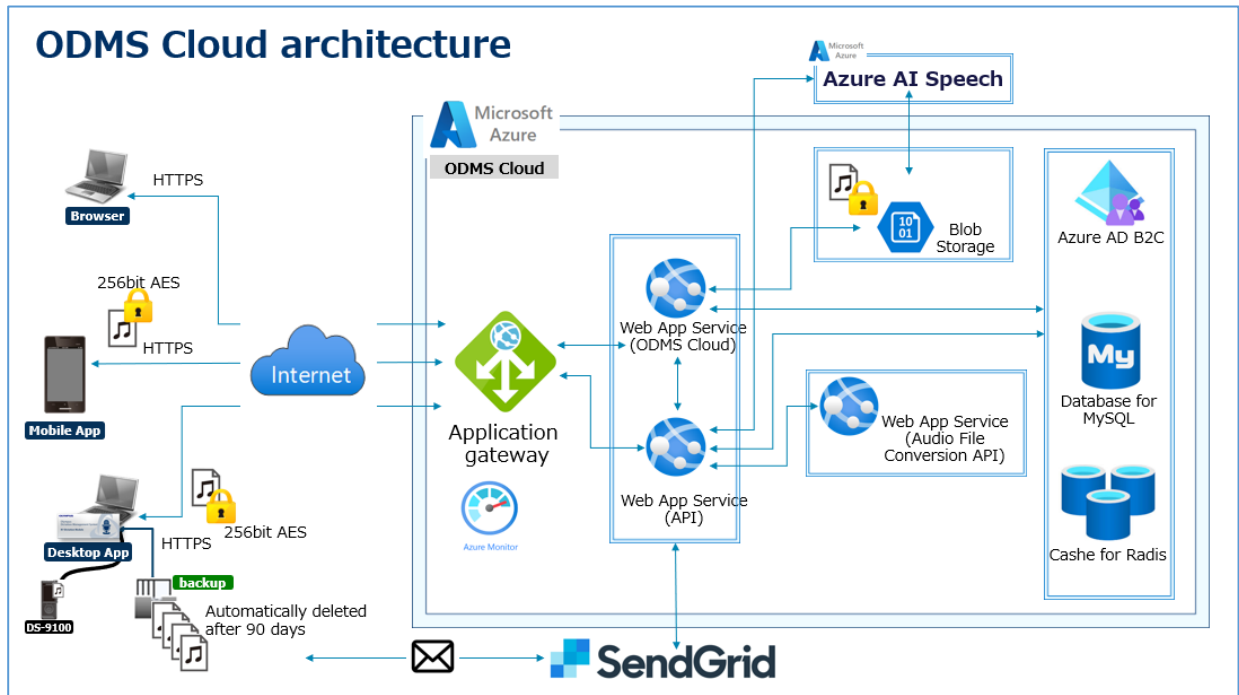 ODMS Cloud architecture
Microsoft
Azure
Azure AI Speech
Microsoft
Azure
ODMS Cloud
HTTPS
Browser
256bit AES
HTTPS
Mobile App
Internet
Application
gateway
Azure Monitor
Web App Service
(ODMS Cloud)
Web App Service
(API)
10
01
Blob
Storage
Web App Service
(Audio File
Conversion API)
Azure AD B2C
My
Database for
MySQL
Cashe for Radis
256bit AES
HTTPS
Desktop App
DS-9100
backup
Automatically deleted
after 90 days
SendGrid